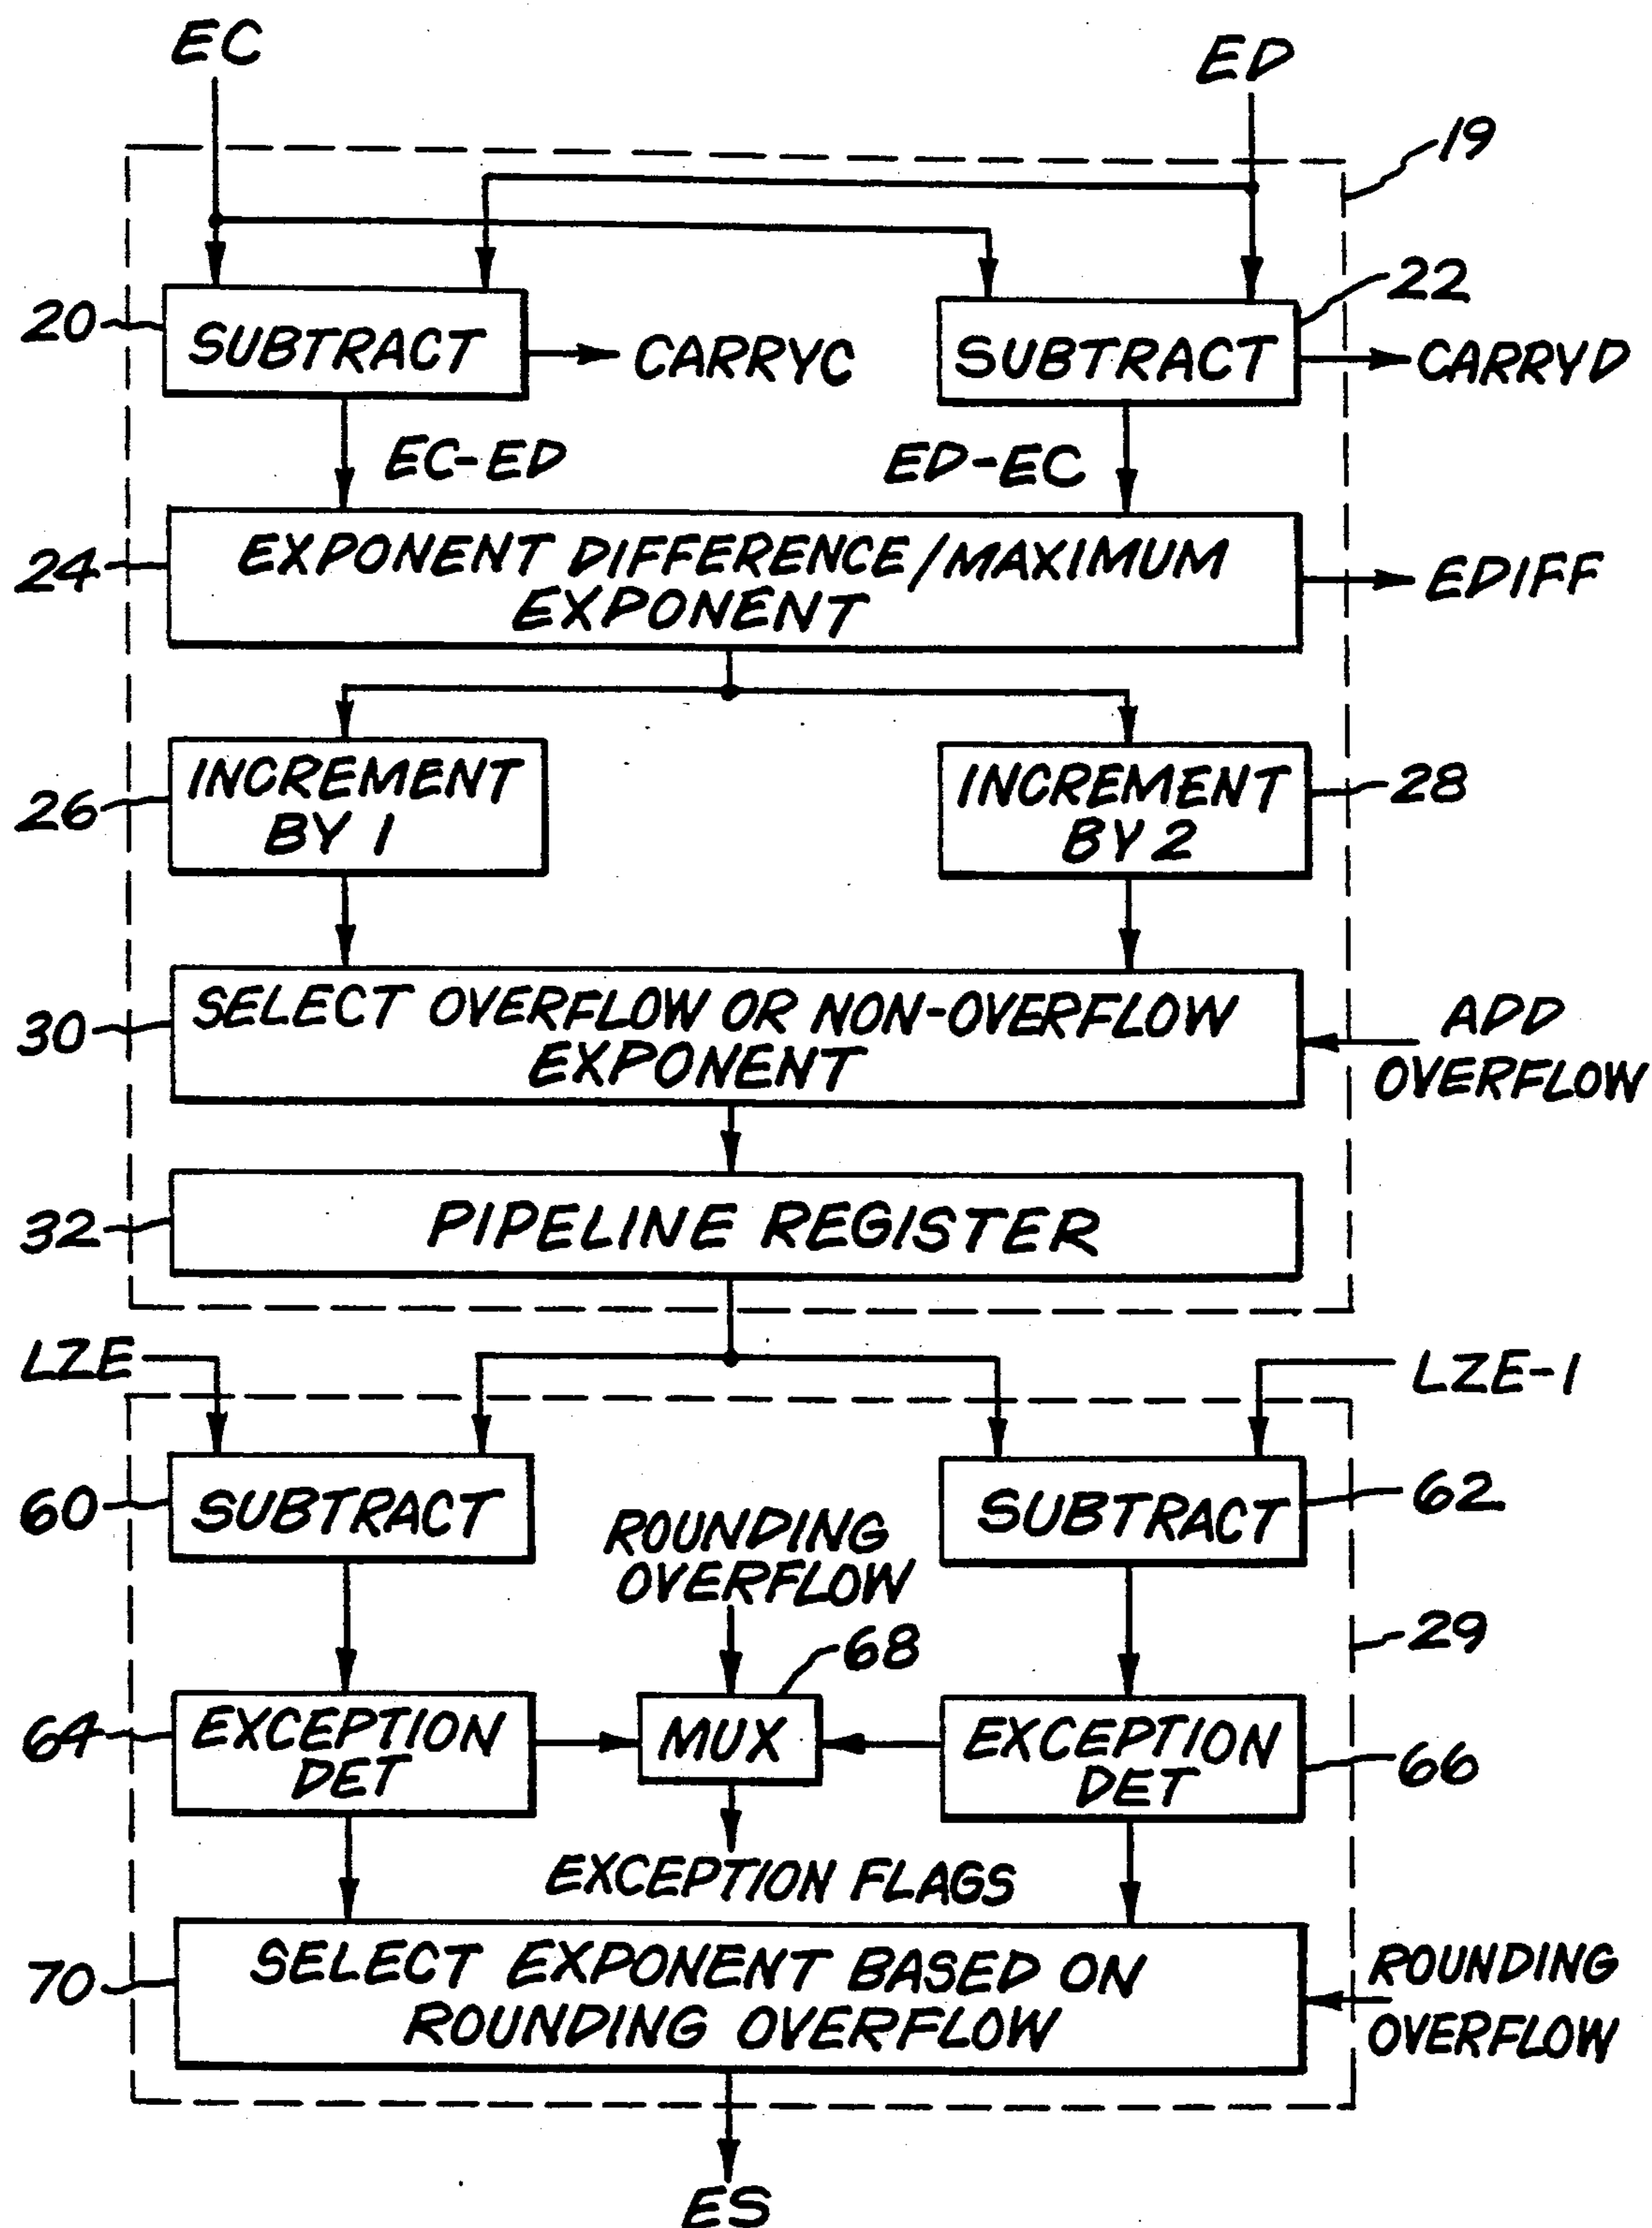 EC
ED
19
20
SUBTRACT
CARRYC
SUBTRACT
22
CARRYD
EC-ED
ED-EC
24
EXPONENT DIFFERENCE/MAXIMUM
EXPONENT
EDIFF
26
INCREMENT
BY 1
INCREMENT
BY 2
28
30
SELECT OVERFLOW OR NON-OVERFLOW
EXPONENT
ADD
OVERFLOW
32
PIPELINE REGISTER
LZE
LZE-1
60
SUBTRACT
ROUNDING
OVERFLOW
SUBTRACT
62
29
68
64
EXCEPTION
DET
MUX
EXCEPTION
DET
66
EXCEPTION FLAGS
70
SELECT EXPONENT BASED ON
ROUNDING OVERFLOW
ROUNDING
OVERFLOW
ES